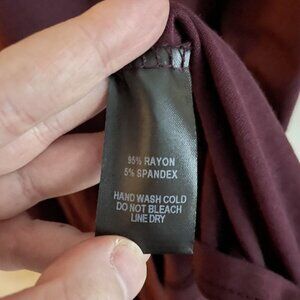 95% RAYON
5% SPANDEX
HAND WASH COLD
DO NOT BLEACH
LINE DRY